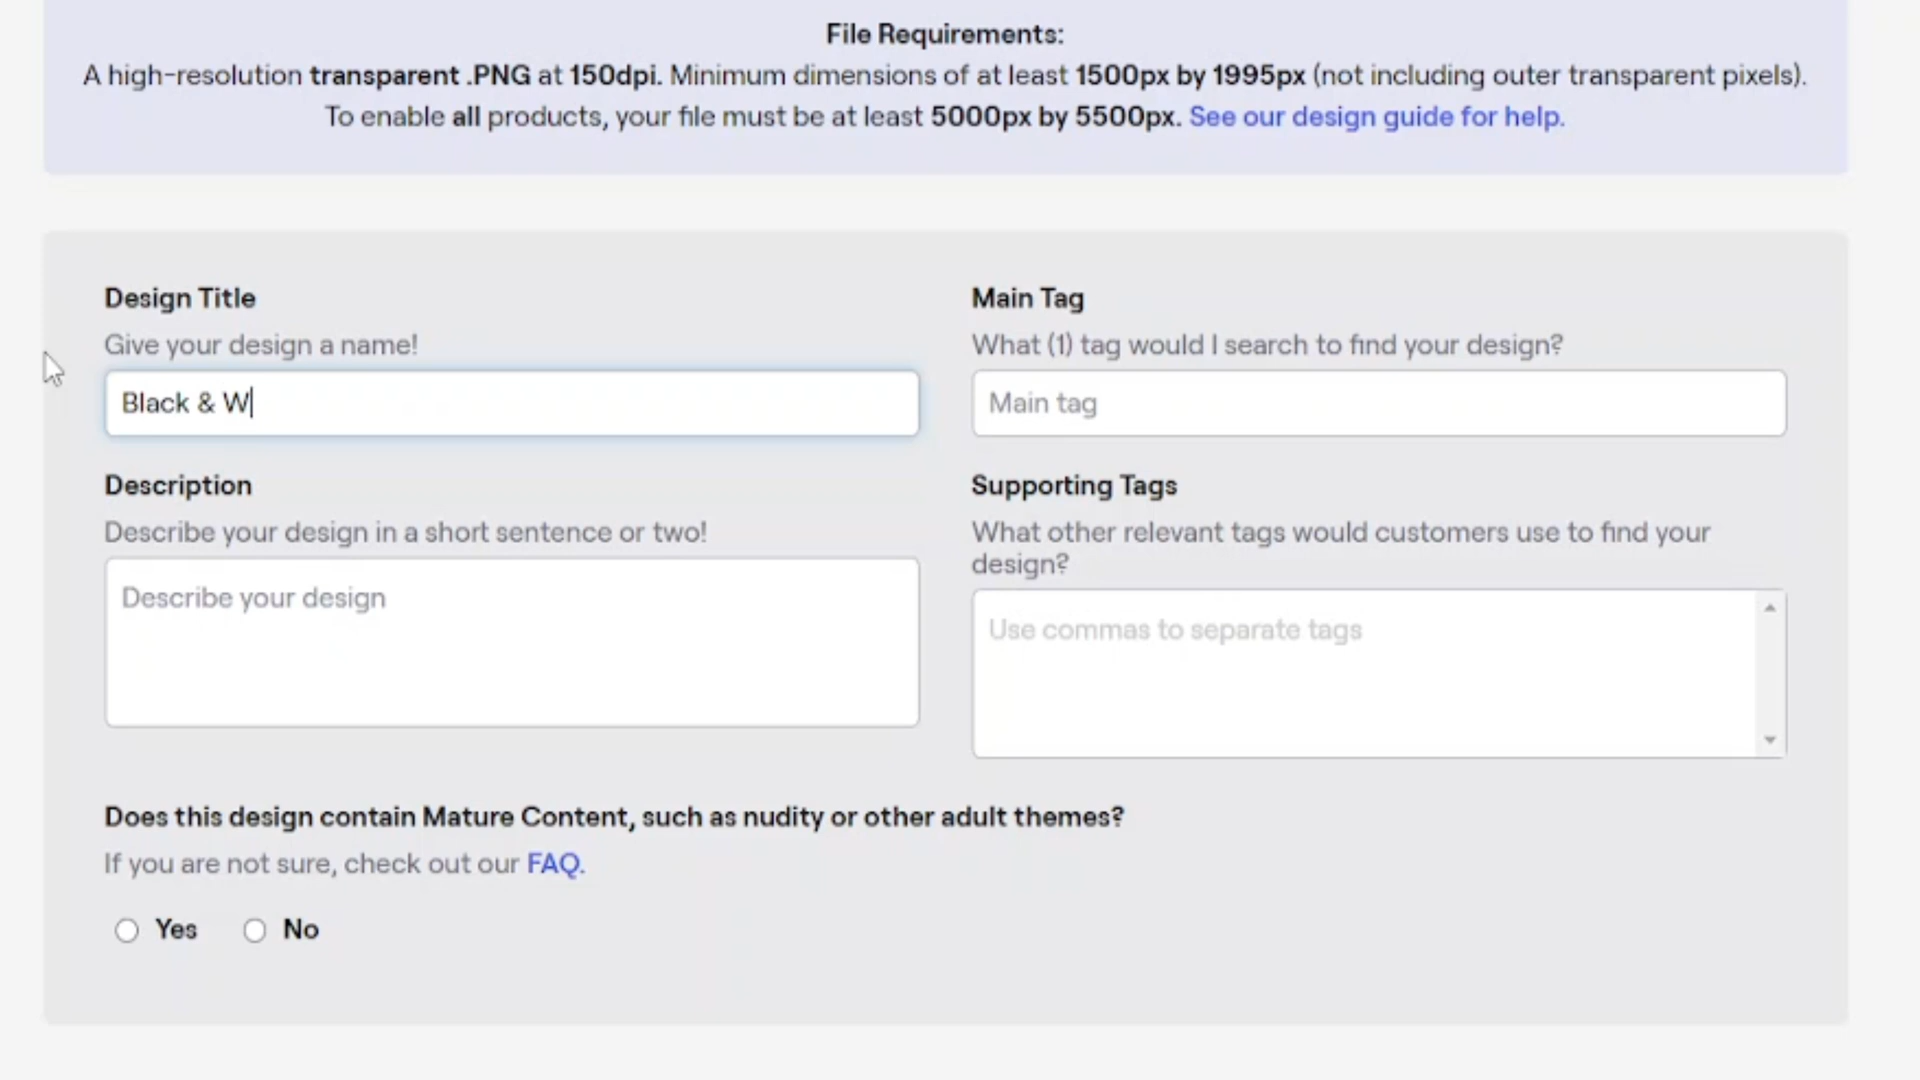 File Requirements:
A high-resolution transparent .PNG at 150dpi. Minimum dimensions of at least 1500px by 1995px (not including outer transparent pixels).
To enable all products, your file must be at least 5000px by 5500px. See our design guide for help.
Design Title
Give your design a name!
Black & W
Description
Describe your design in a short sentence or two!
Describe your design
Main Tag
What (1) tag would I search to find your design?
Main tag
Supporting Tags
What other relevant tags would customers use to find your
design?
Use commas to separate tags
Does this design contain Mature Content, such as nudity or other adult themes?
If you are not sure, check out our FAQ.
Yes No